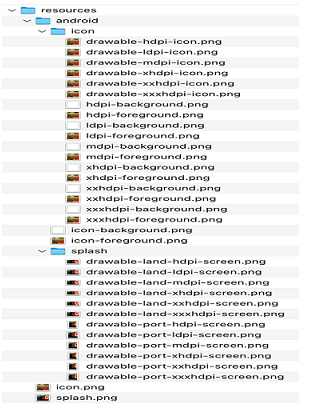 resources
android
icon
drawable-hdpi-icon.png
drawable-ldpi-icon.png
drawable-mdpi-icon.png
drawable-xhdpi-icon.png
drawable-xxhdpi-icon.png
drawable-xxxhdpi-icon.png
hdpi-background.png
hdpi-foreground.png
ldpi-background.png
ldpi-foreground.png
mdpi-background.png
mdpi-foreground.png
xhdpi-background.png
xhdpi-foreground.png
xxhdpi-background.png
xxhdpi-foreground.png
xxxhdpi-background.png
xxxhdpi-foreground.png
icon-background.png
icon-foreground.png
splash
drawable-land-hdpi-screen.png
drawable-land-ldpi-screen.png
drawable-land-mdpi-screen.png
drawable-land-xhdpi-screen.png
drawable-land-xxhdpi-screen.png
drawable-land-xxxhdpi-screen.png
drawable-port-hdpi-screen.png
drawable-port-ldpi-screen.png
drawable-port-mdpi-screen.png
drawable-port-xhdpi-screen.png
drawable-port-xxhdpi-screen.png
drawable-port-xxxhdpi-screen.png
icon.png
splash.png